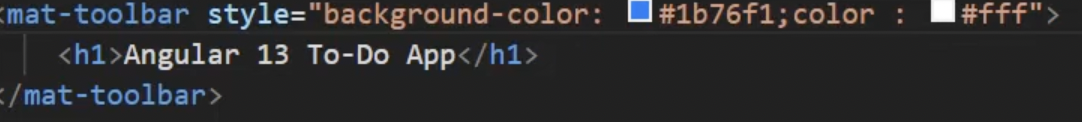 <mat-toolbar style="background-color: #1b76f1;color : #fff">
<h1>Angular 13 To-Do App</h1>
</mat-toolbar>